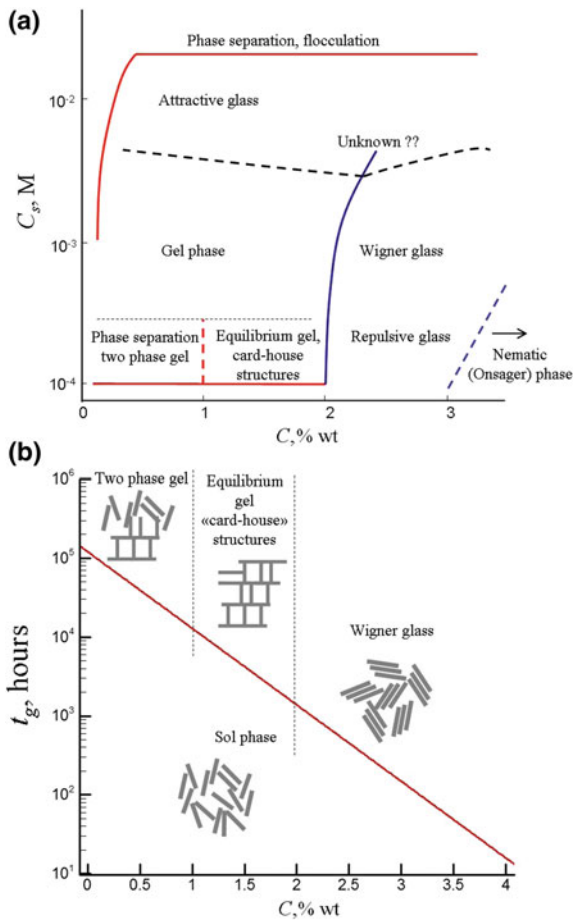 (a)
Phase separation, flocculation
10⁻²
Attractive glass
Unknown ??
C_s, M
10⁻³
Gel phase
Wigner glass
Phase separation
two phase gel
Equilibrium gel,
card-house
structures
Repulsive glass
Nematic
(Onsager) phase
10⁻⁴
0 1 2 3
C,% wt
(b)
10⁶
Two phase gel
Equilibrium
gel
«card-house»
structures
10⁵
10⁴
Wigner glass
t_g, hours
10³
Sol phase
10²
10¹
0 0.5 1 1.5 2 2.5 3 3.5 4
C,% wt